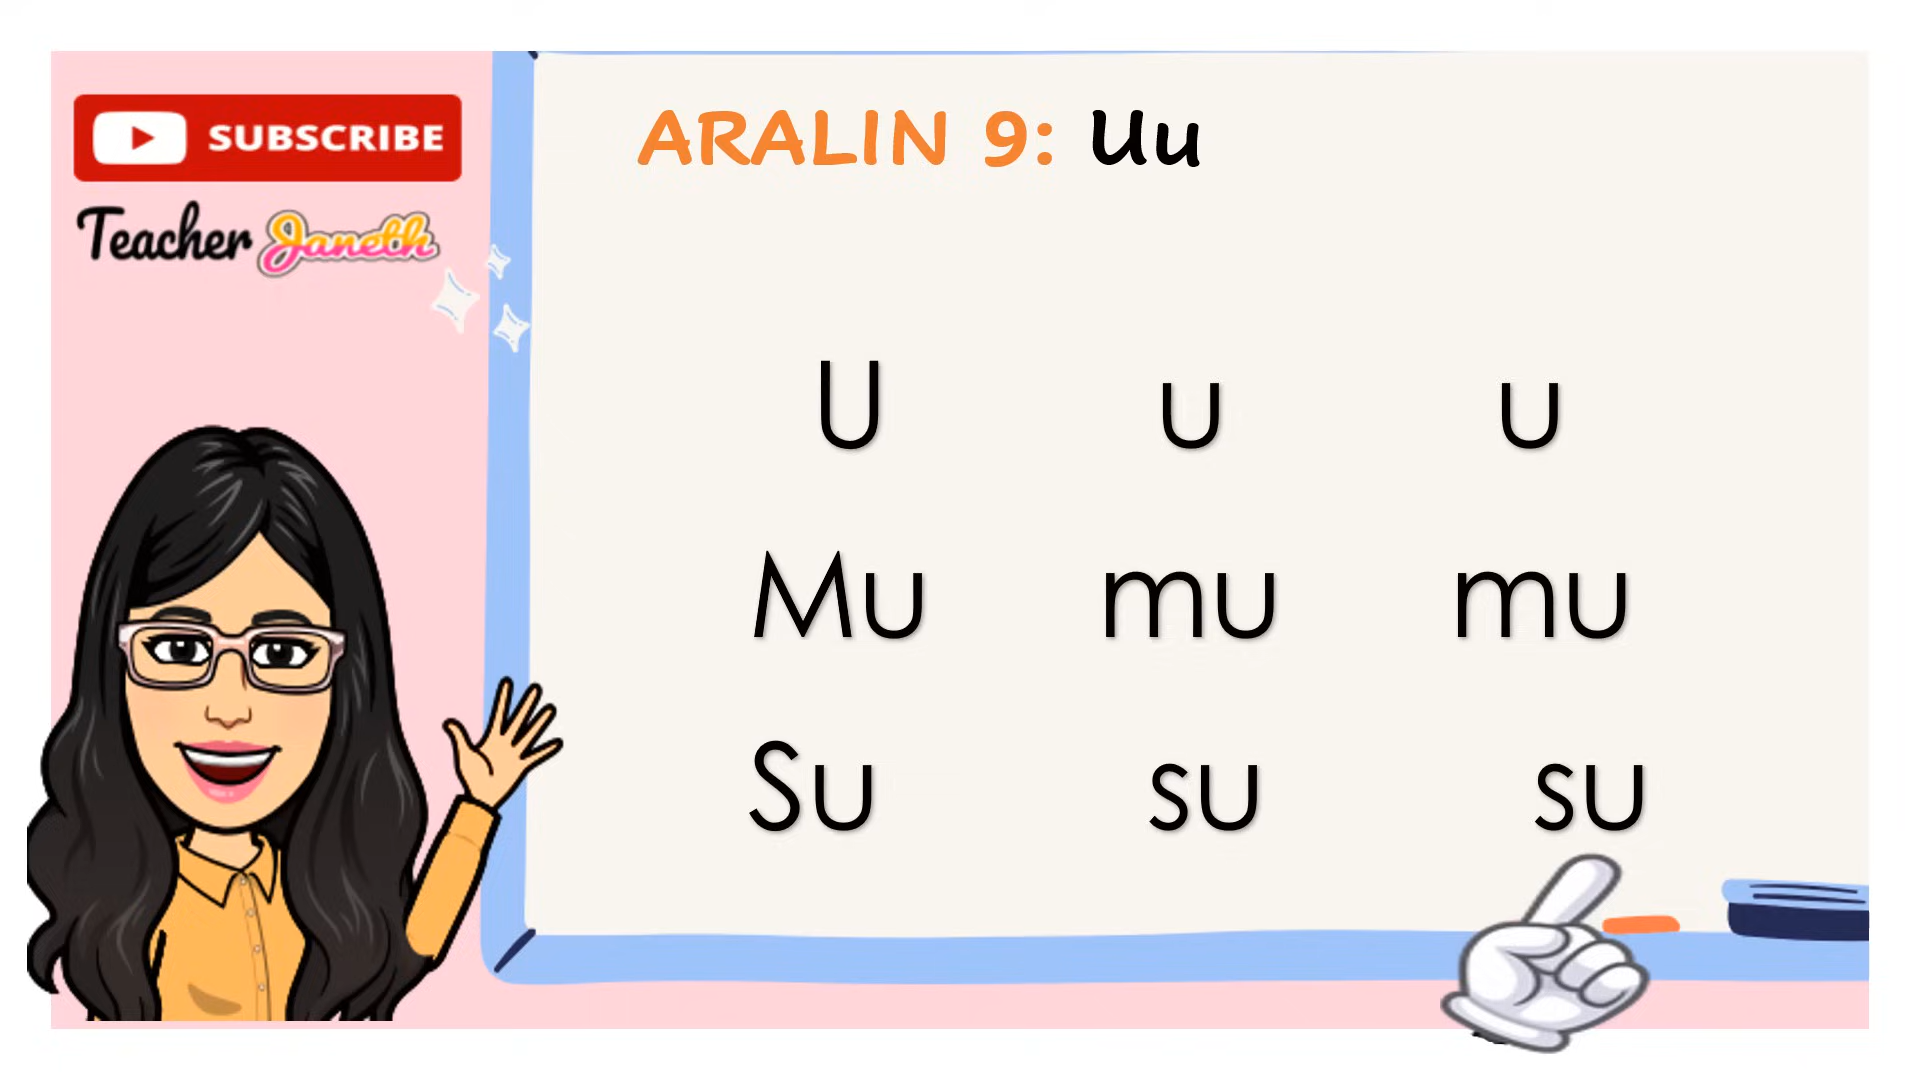 SUBSCRIBE
Teacher Janeth
ARALIN 9: Uu
U u u
Mu mu mu
Su su su